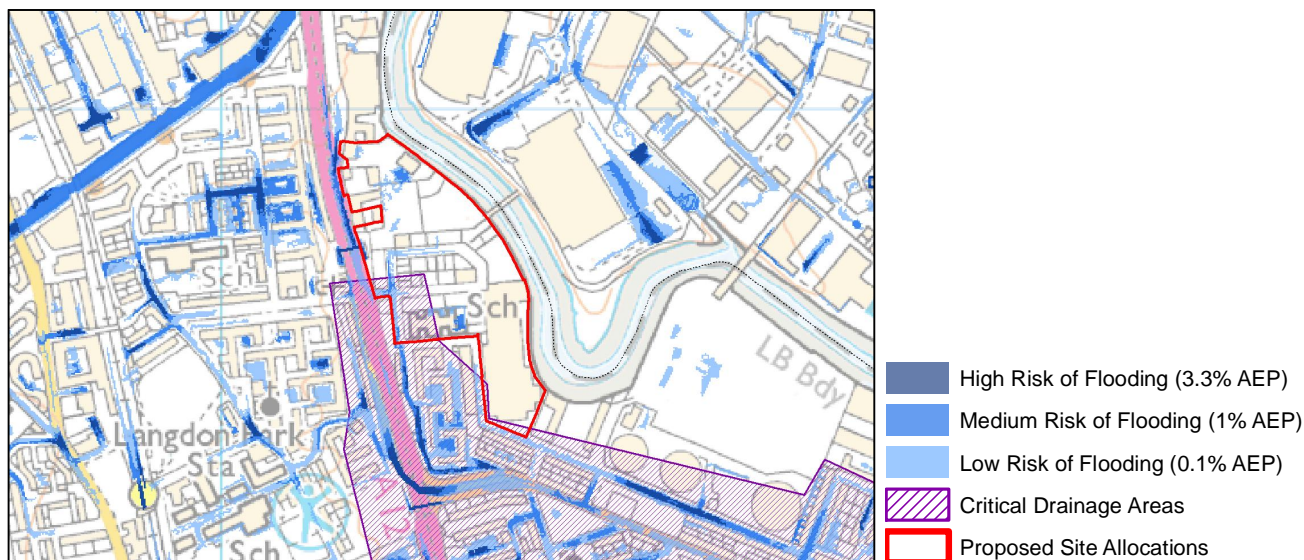 Sch
Sch
LB Bdy
Langdon Park
Sta
A12
Sch
High Risk of Flooding (3.3% AEP)
Medium Risk of Flooding (1% AEP)
Low Risk of Flooding (0.1% AEP)
Critical Drainage Areas
Proposed Site Allocations